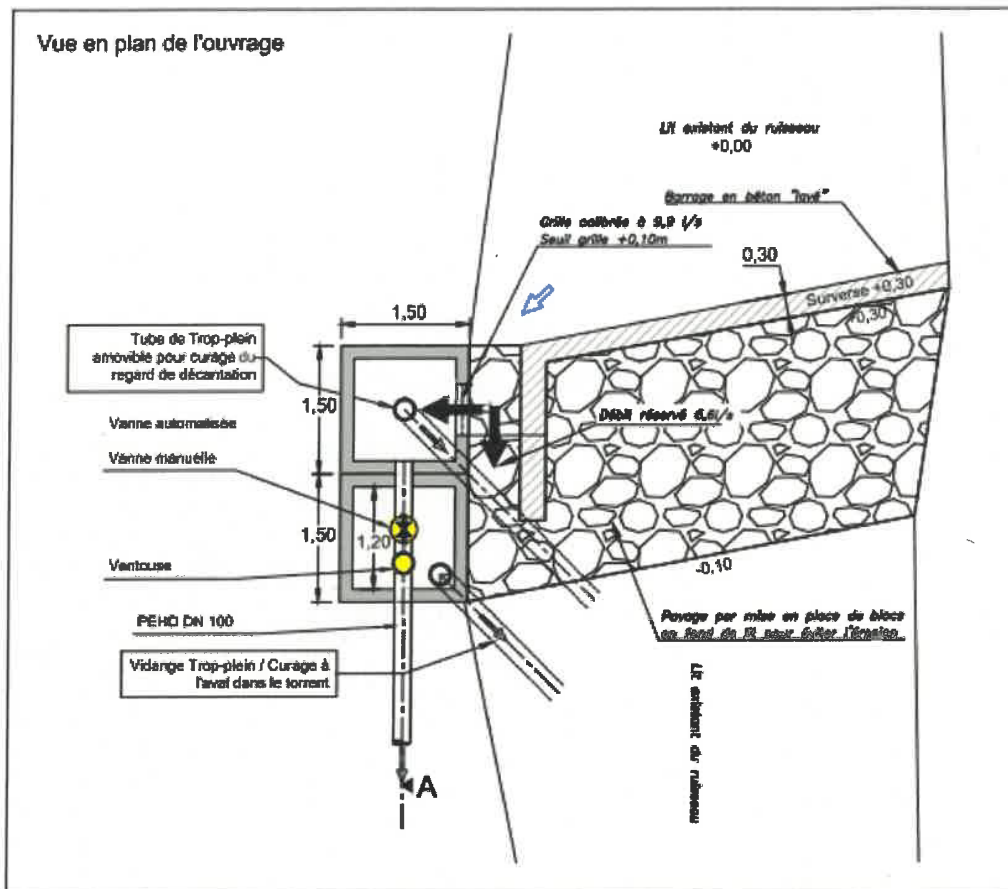 Vue en plan de l'ouvrage
Lit existant du ruisseau
+0,00
Barrage en béton "lavé"
Grille calibrée à 9,9 l/s
Seuil grille +0,10m
0,30
Surverse +0,30
+0,30
1,50
Tube de Trop-plein
amovible pour curage du
regard de décantation
1,50
Débit réservé 6,6l/s
Vanne automatisée
Vanne manuelle
1,50
1,20
Ventouse
-0,10
PEHD DN 100
Pavage par mise en place de blocs
en fond de lit pour éviter l'érosion
Vidange Trop-plein / Curage à
l'aval dans le torrent
Lit existant du ruisseau
A